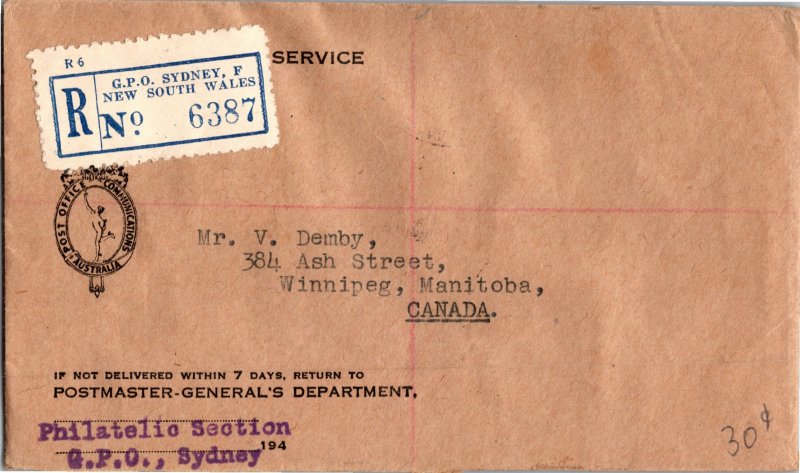 R 6
G.P.O. SYDNEY, F
NEW SOUTH WALES
R No 6387
SERVICE
POST OFFICE COMMUNICATIONS
AUSTRALIA
Mr. V. Demby,
384 Ash Street,
Winnipeg, Manitoba,
CANADA.
IF NOT DELIVERED WITHIN 7 DAYS, RETURN TO
POSTMASTER-GENERAL'S DEPARTMENT.
Philatelic Section
194
G.P.O., Sydney
30¢